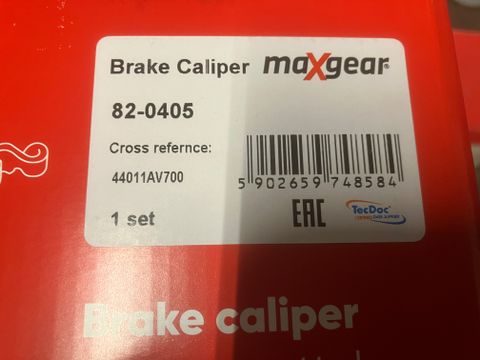 Brake Caliper maXgear®
82-0405
Cross refernce:
44011AV700
5 902659 748584
1 set
EAC
TecDoc
Brake caliper